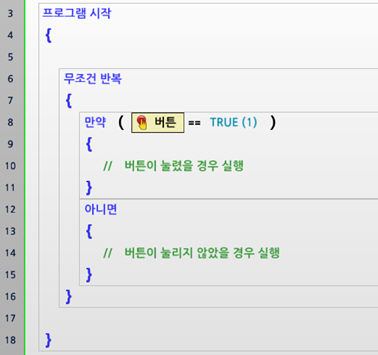 3 프로그램 시작
4 {
5
6 무조건 반복
7 {
8 만약 ( 버튼 == TRUE (1) )
9 {
10 // 버튼이 눌렸을 경우 실행
11 }
12 아니면
13 {
14 // 버튼이 눌리지 않았을 경우 실행
15 }
16 }
17
18 }